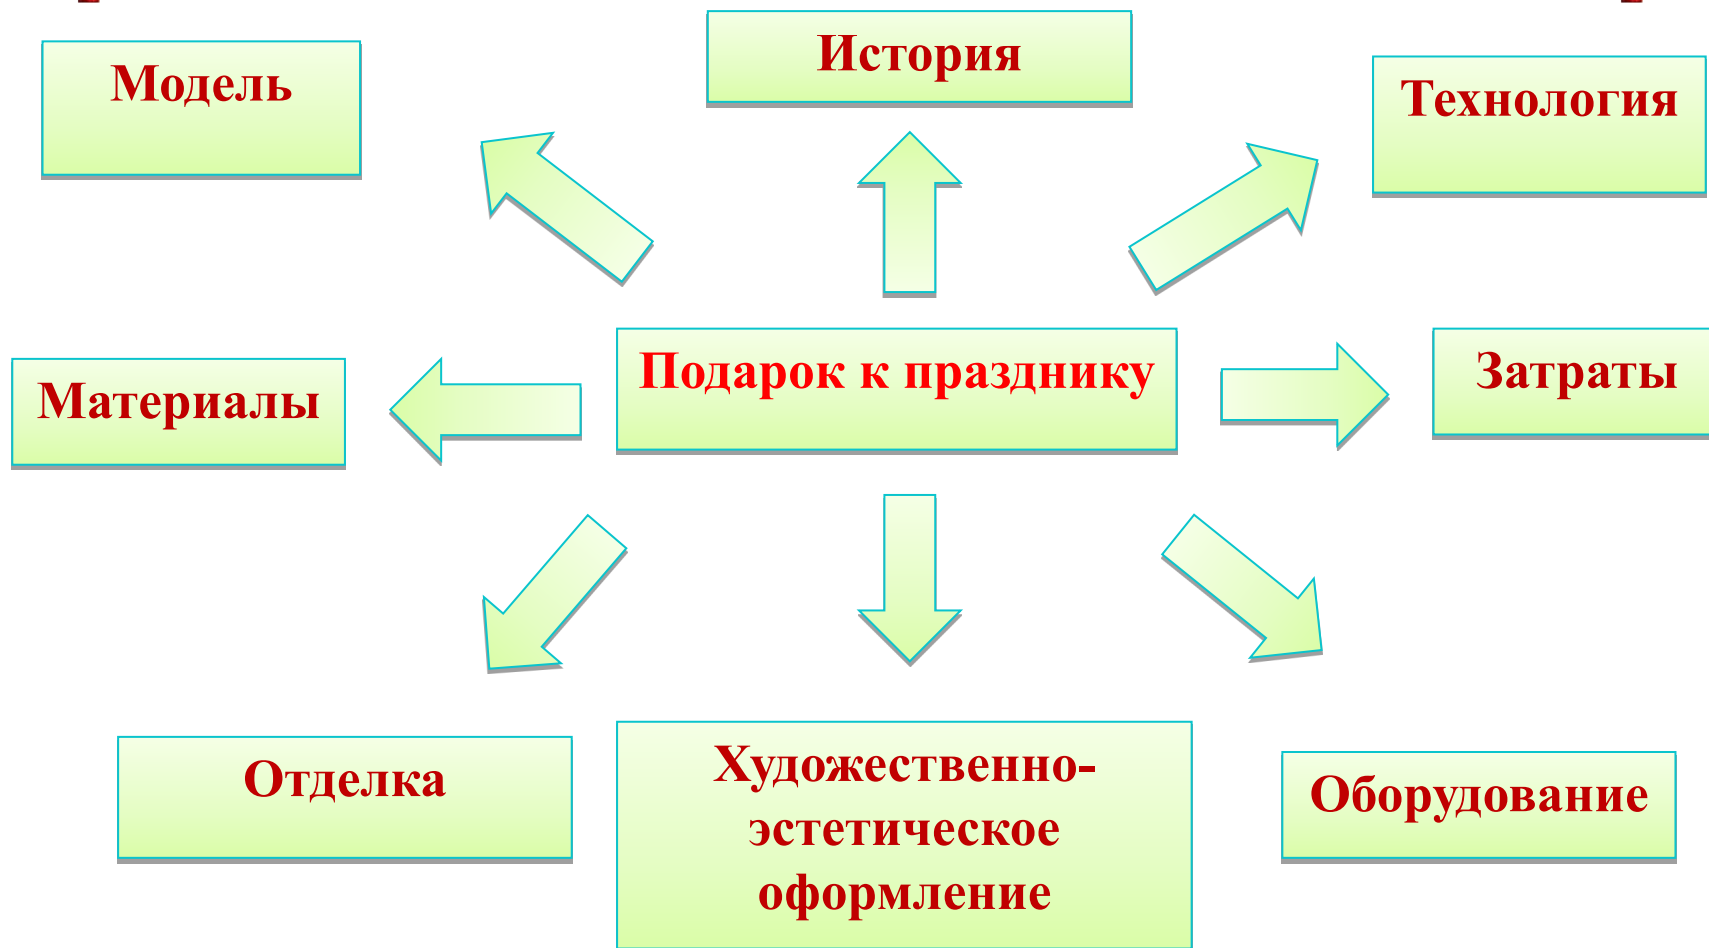 История
Модель
Технология
Подарок к празднику
Затраты
Материалы
Отделка
Художественно-
эстетическое
оформление
Оборудование